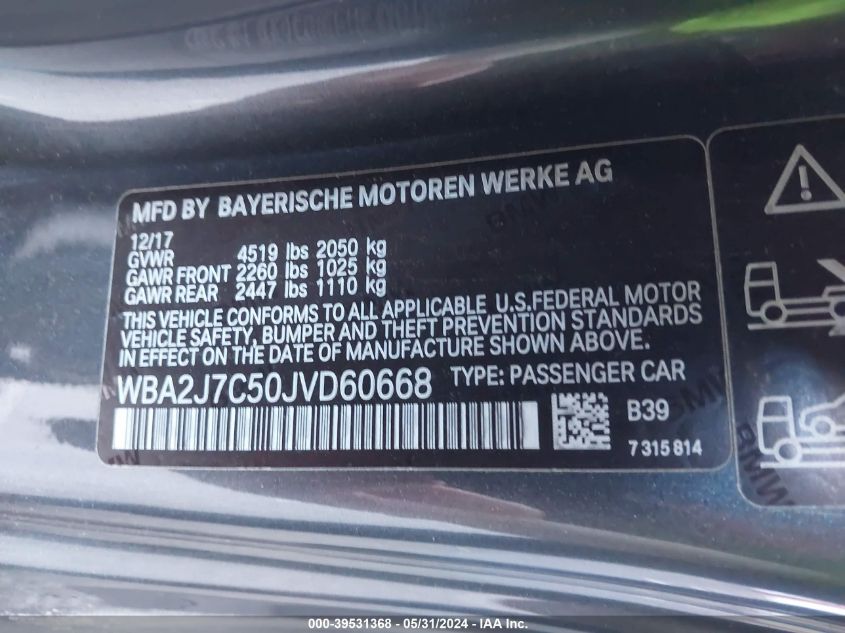 MFD BY BAYERISCHE MOTOREN WERKE AG
12/17
GVWR 4519 lbs 2050 kg
GAWR FRONT 2260 lbs 1025 kg
GAWR REAR 2447 lbs 1110 kg
THIS VEHICLE CONFORMS TO ALL APPLICABLE U.S.FEDERAL MOTOR
VEHICLE SAFETY, BUMPER AND THEFT PREVENTION STANDARDS
IN EFFECT ON THE DATE OF MANUFACTURE SHOWN ABOVE.
WBA2J7C50JVD60668 TYPE: PASSENGER CAR
B39
7 315 814
BMW
000-39531368 - 05/31/2024 - IAA Inc.